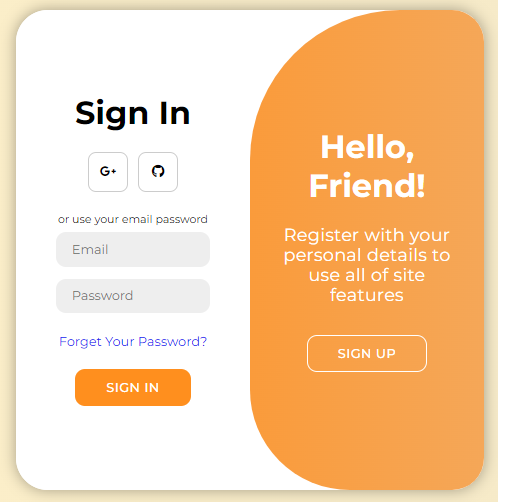 Sign In
G+
or use your email password
Email
Password
Forget Your Password?
SIGN IN
Hello,
Friend!
Register with your
personal details to
use all of site
features
SIGN UP